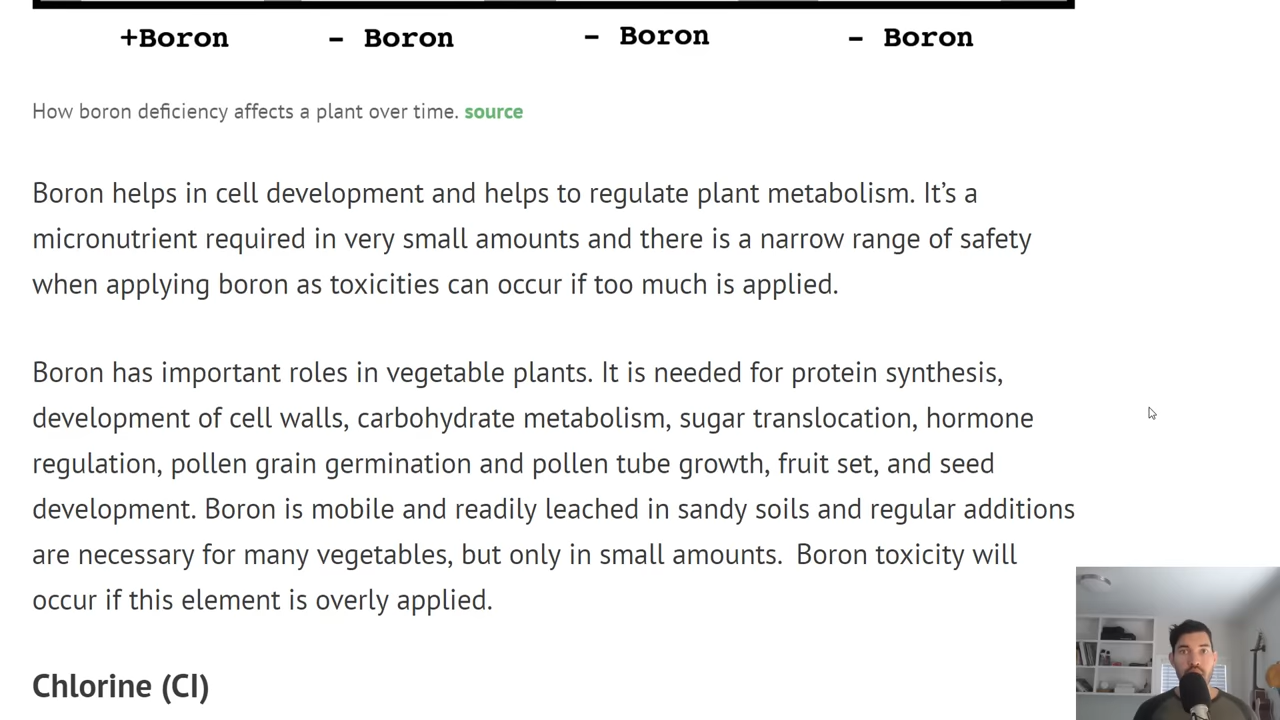 +Boron - Boron - Boron - Boron
How boron deficiency affects a plant over time. source
Boron helps in cell development and helps to regulate plant metabolism. It’s a
micronutrient required in very small amounts and there is a narrow range of safety
when applying boron as toxicities can occur if too much is applied.
Boron has important roles in vegetable plants. It is needed for protein synthesis,
development of cell walls, carbohydrate metabolism, sugar translocation, hormone
regulation, pollen grain germination and pollen tube growth, fruit set, and seed
development. Boron is mobile and readily leached in sandy soils and regular additions
are necessary for many vegetables, but only in small amounts.  Boron toxicity will
occur if this element is overly applied.
Chlorine (CI)